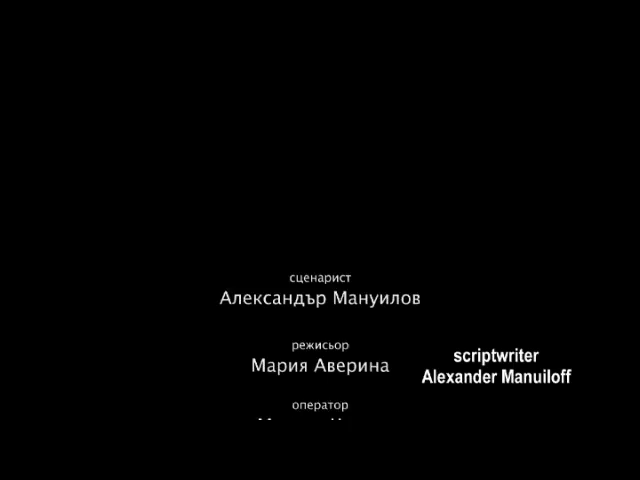 сценарист
Александър Мануилов
режисьор
Мария Аверина
scriptwriter
Alexander Manuiloff
оператор